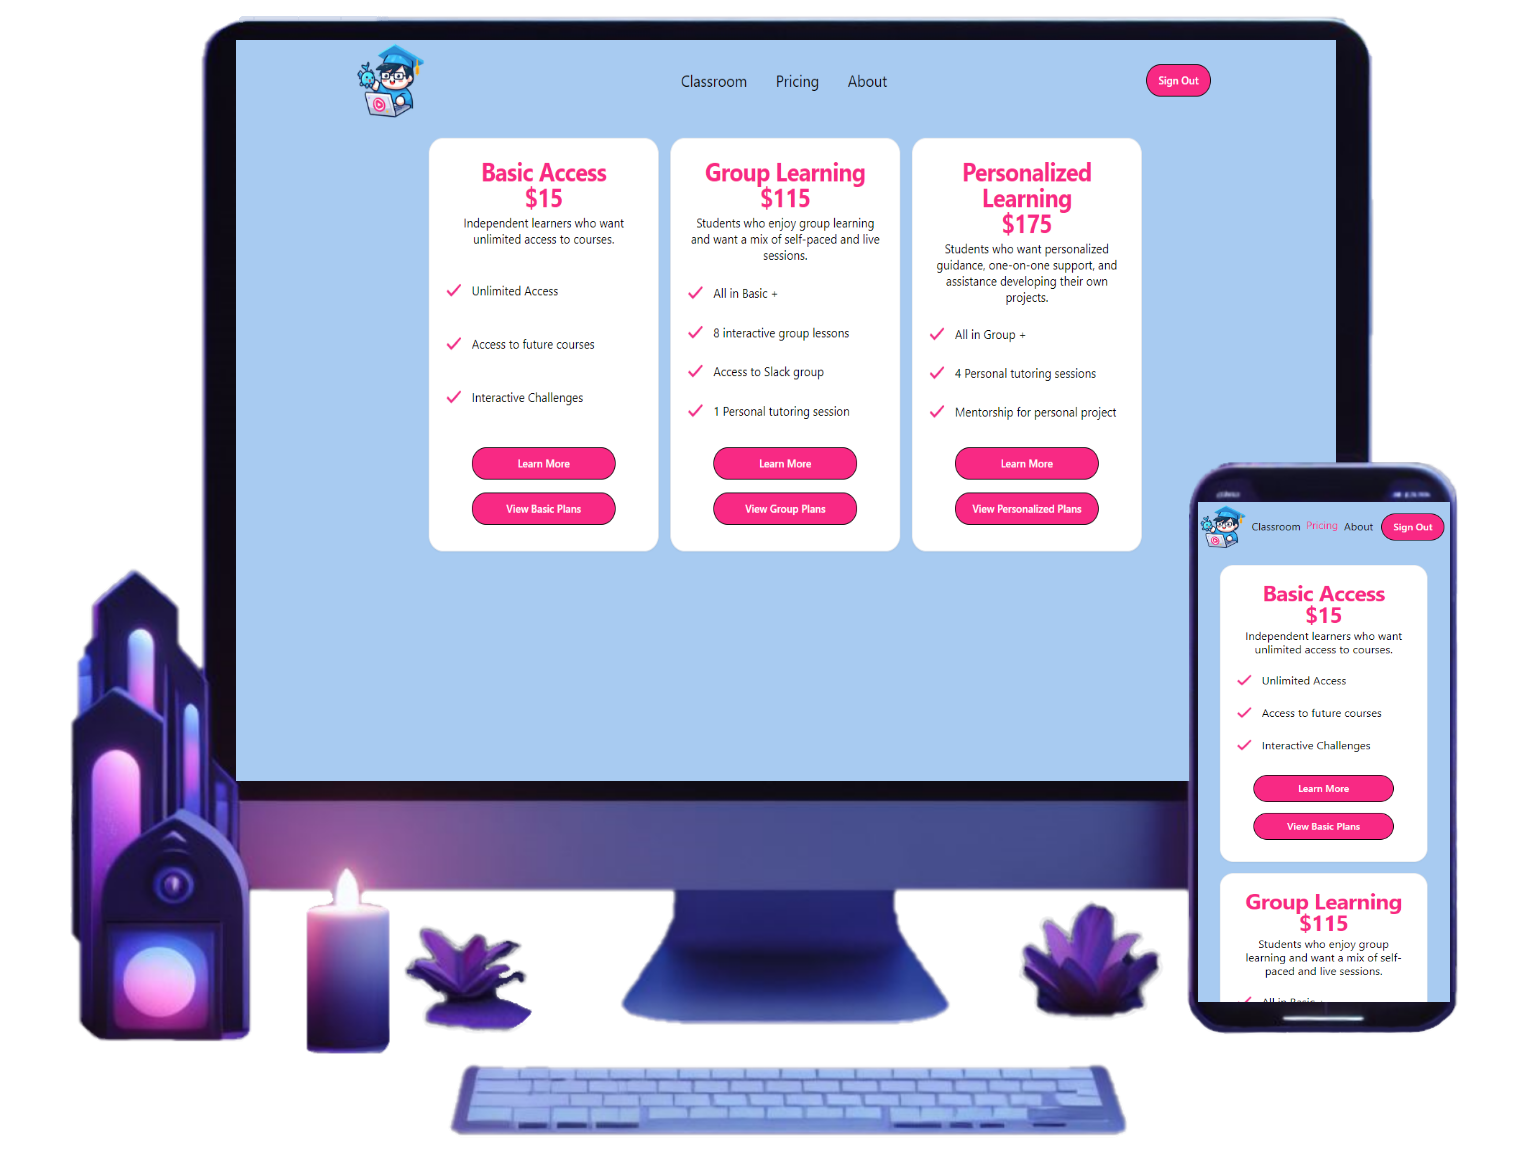 Classroom Pricing About Sign Out
Basic Access
$15
Independent learners who want
unlimited access to courses.
Unlimited Access
Access to future courses
Interactive Challenges
Learn More
View Basic Plans
Group Learning
$115
Students who enjoy group learning
and want a mix of self-paced and live
sessions.
All in Basic +
8 interactive group lessons
Access to Slack group
1 Personal tutoring session
Learn More
View Group Plans
Personalized
Learning
$175
Students who want personalized
guidance, one-on-one support, and
assistance developing their own
projects.
All in Group +
4 Personal tutoring sessions
Mentorship for personal project
Learn More
View Personalized Plans
Classroom Pricing About Sign Out
Basic Access
$15
Independent learners who want
unlimited access to courses.
Unlimited Access
Access to future courses
Interactive Challenges
Learn More
View Basic Plans
Group Learning
$115
Students who enjoy group
learning and want a mix of self-
paced and live sessions.
All in Basic +